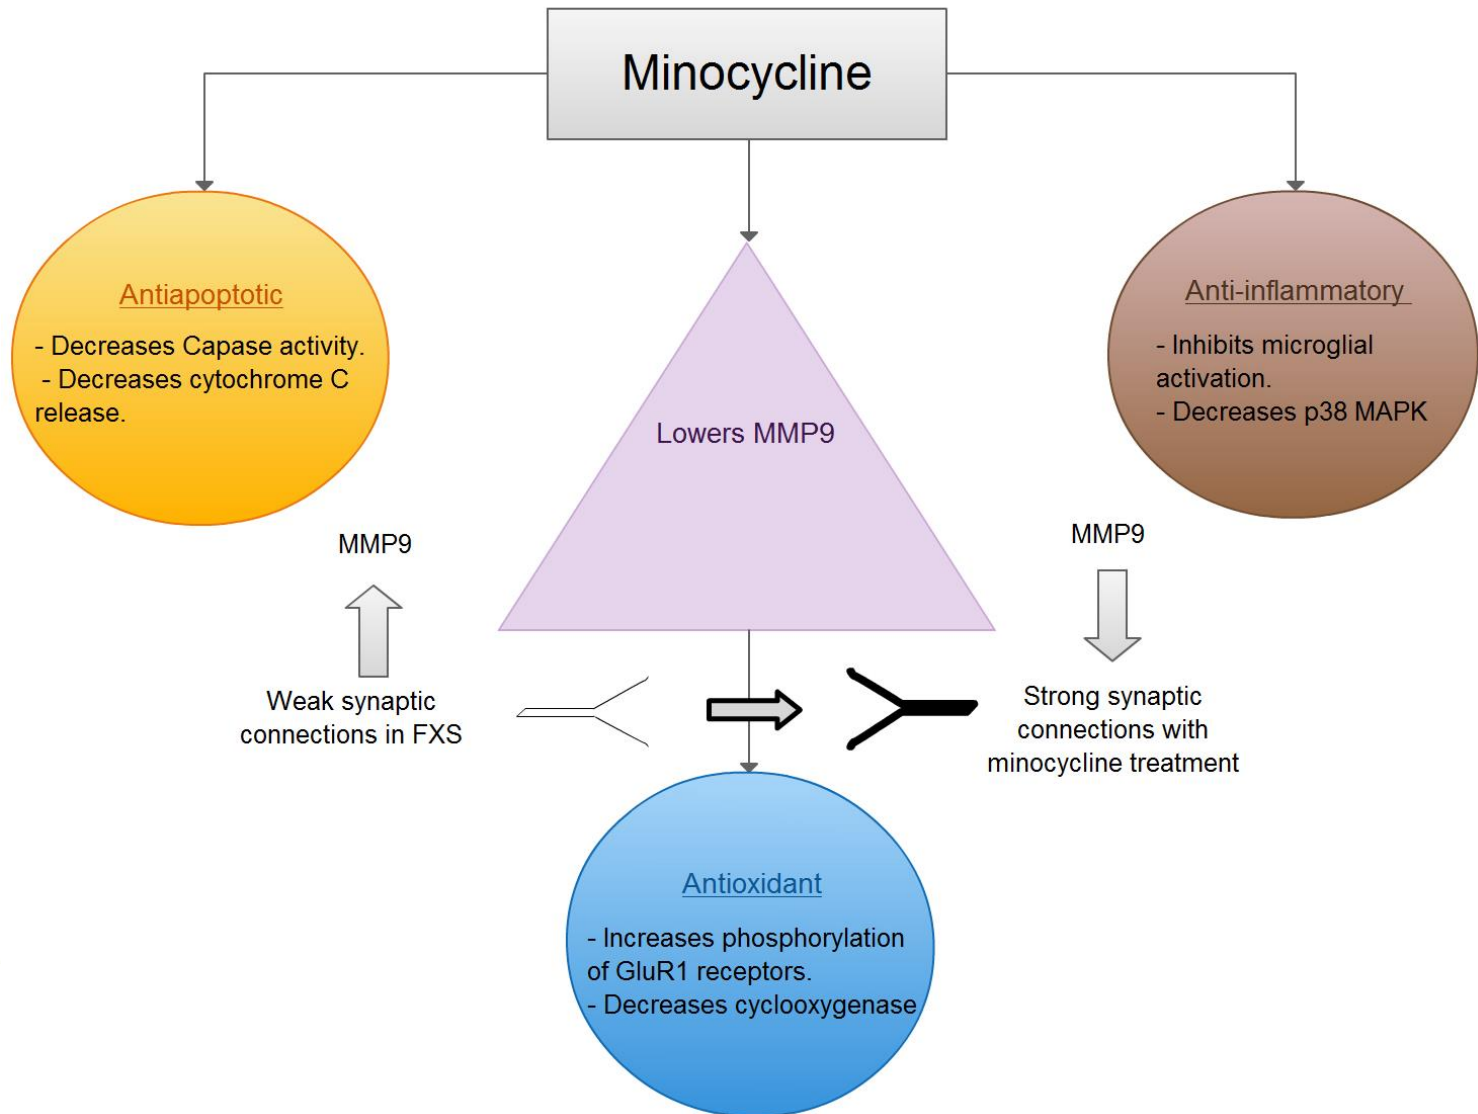 Minocycline
Antiapoptotic
- Decreases Capase activity.
- Decreases cytochrome C
release.
Lowers MMP9
Anti-inflammatory
- Inhibits microglial
activation.
- Decreases p38 MAPK
MMP9
Weak synaptic
connections in FXS
MMP9
Strong synaptic
connections with
minocycline treatment
Antioxidant
- Increases phosphorylation
of GluR1 receptors.
- Decreases cyclooxygenase